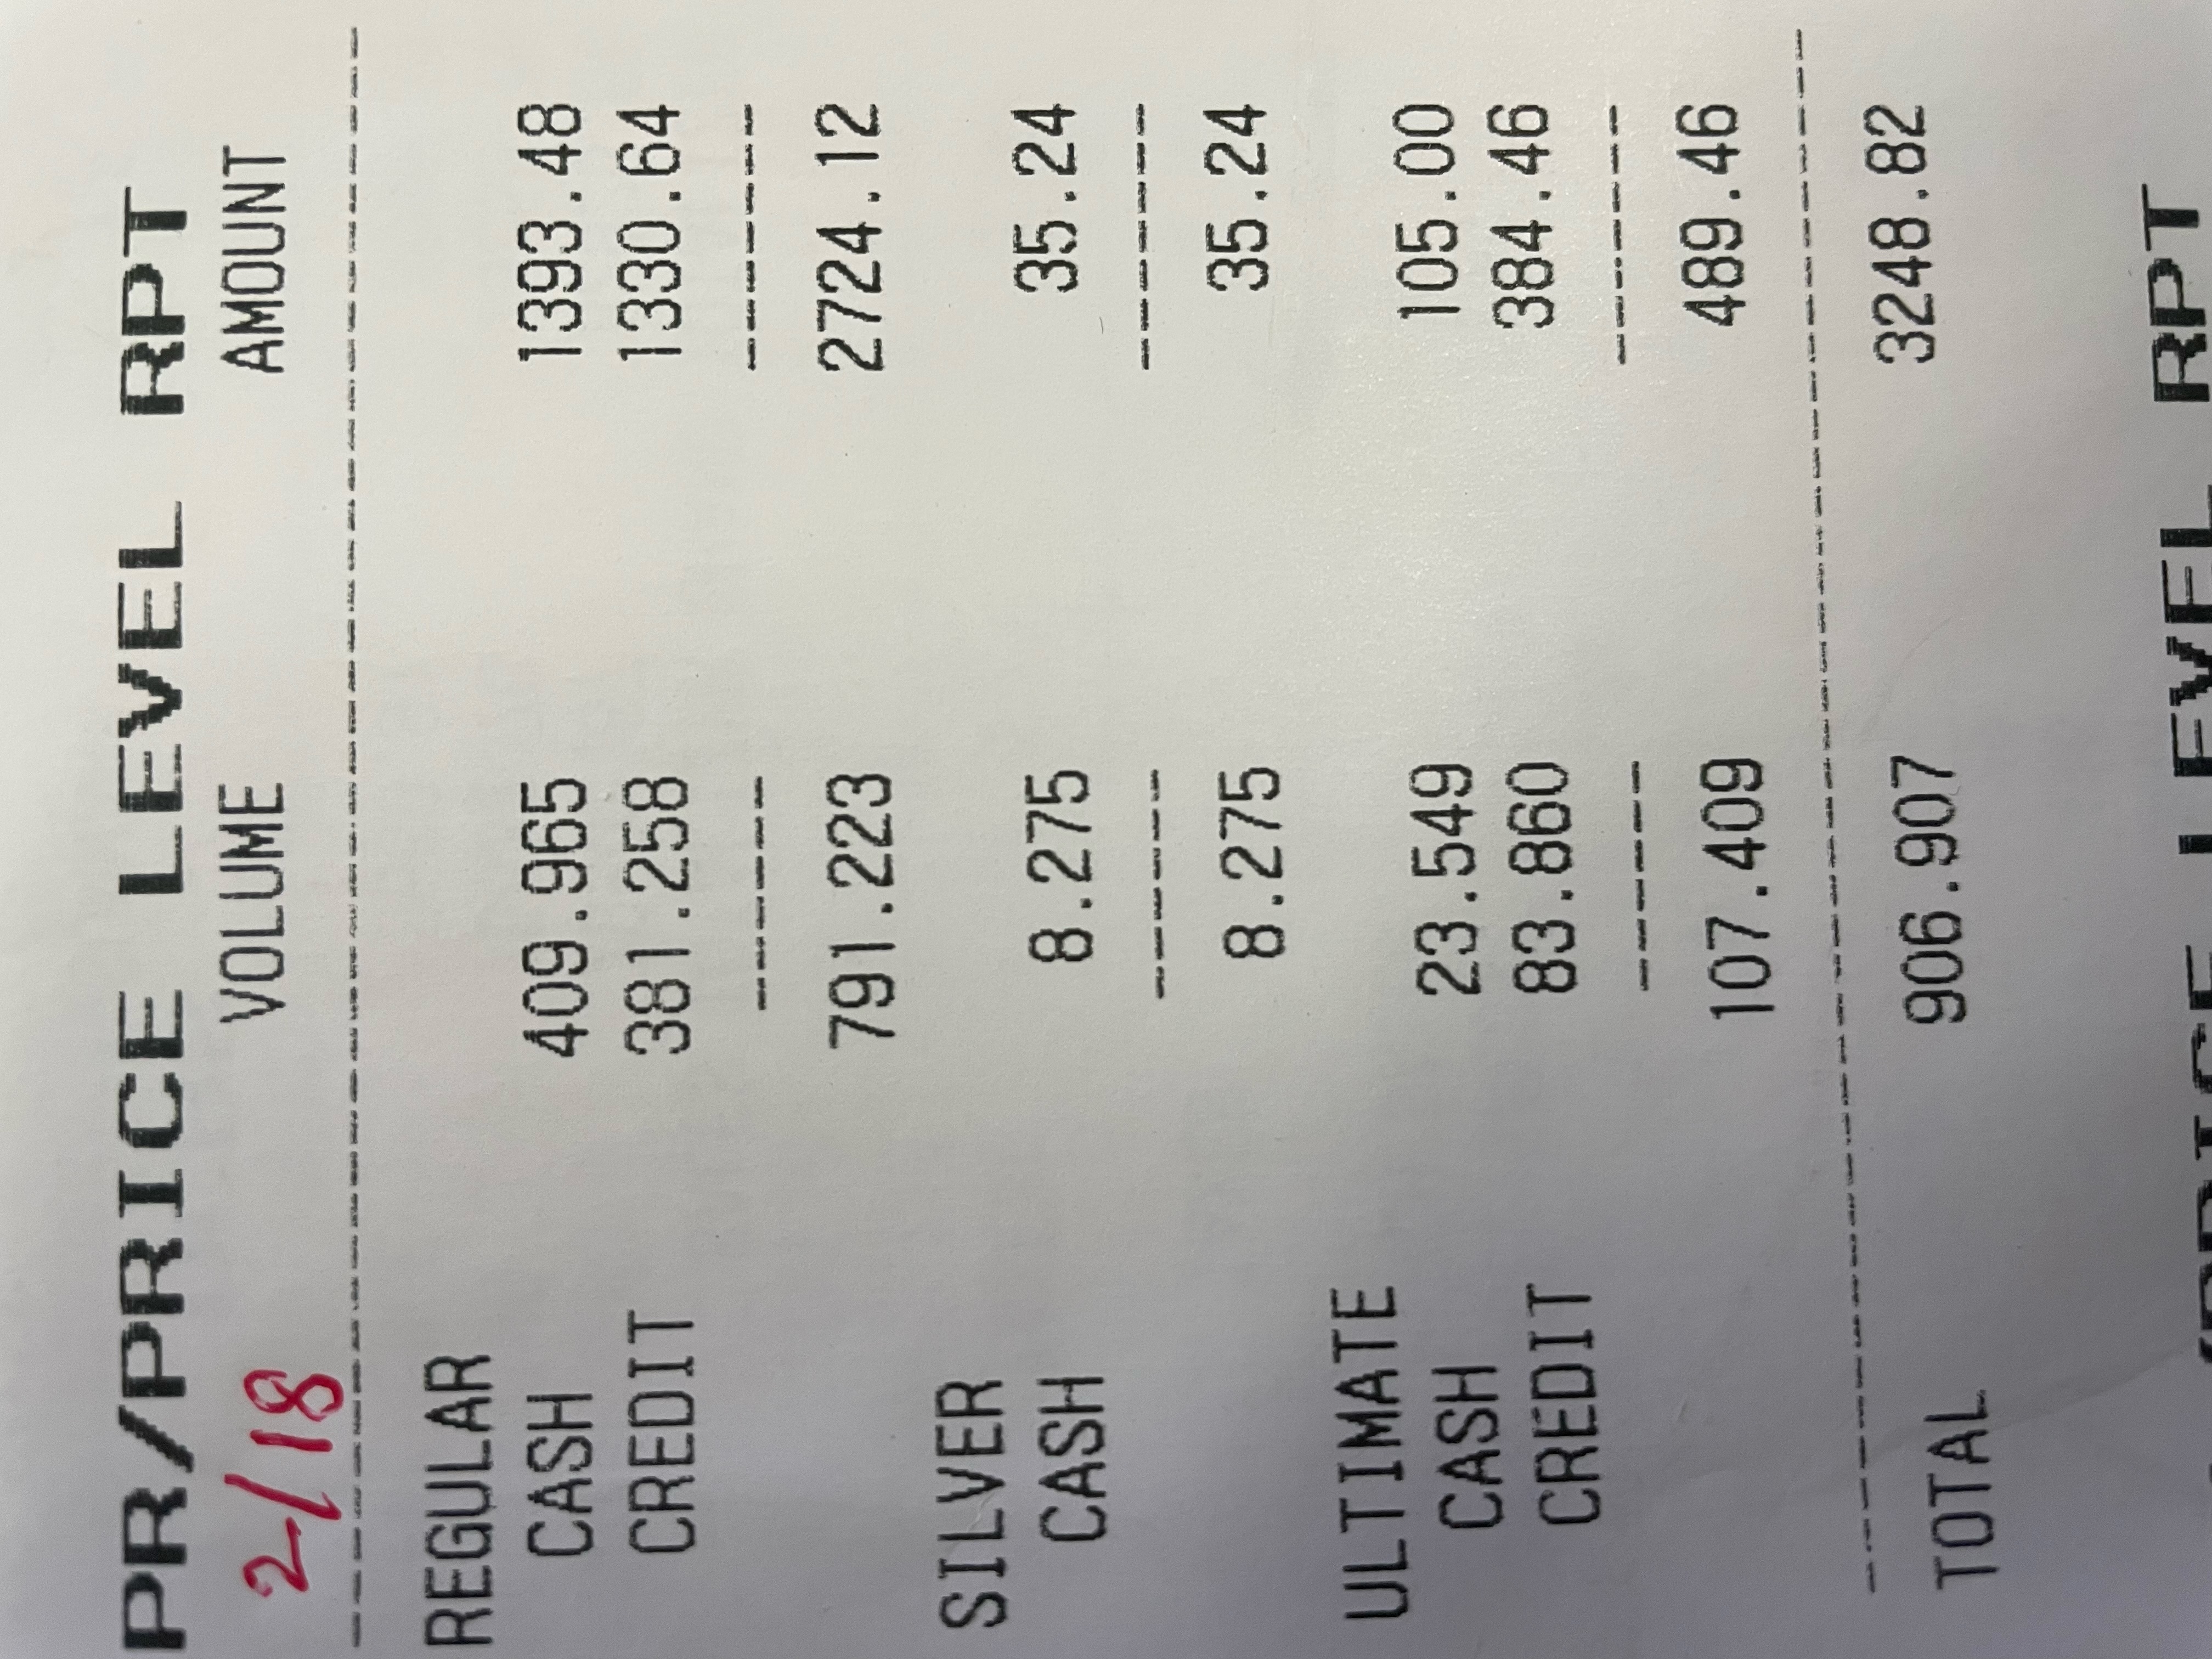 PR/PRICE LEVEL RPT
2/18 VOLUME AMOUNT
REGULAR
CASH 409.965 1393.48
CREDIT 381.258 1330.64
791.223 2724.12
SILVER
CASH 8.275 35.24
8.275 35.24
ULTIMATE
CASH 23.549 105.00
CREDIT 83.860 384.46
107.409 489.46
TOTAL 906.907 3248.82
/PRICE LEVEL RPT